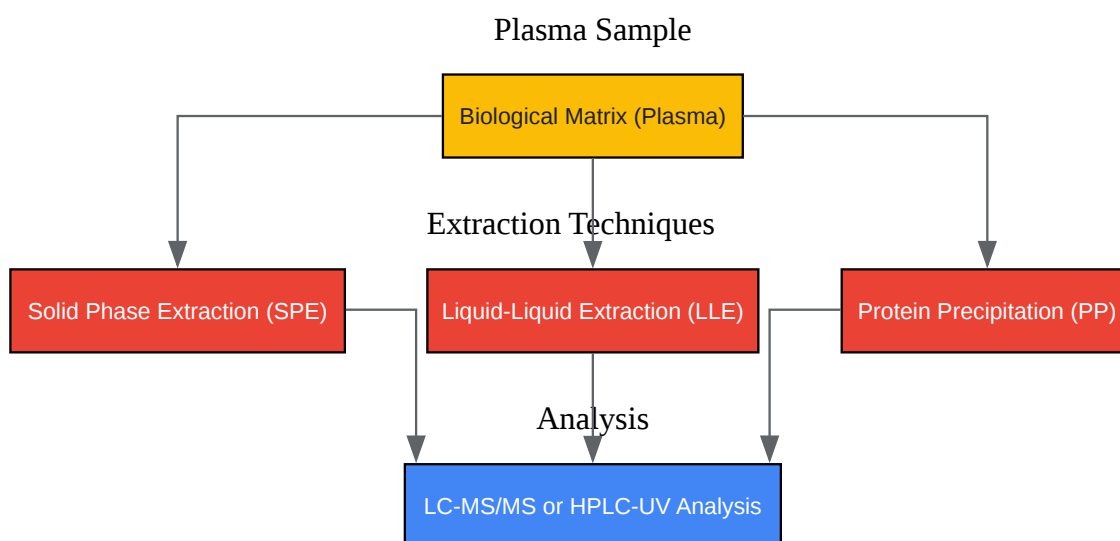 Plasma Sample
Biological Matrix (Plasma)
Extraction Techniques
Solid Phase Extraction (SPE)
Liquid-Liquid Extraction (LLE)
Protein Precipitation (PP)
Analysis
LC-MS/MS or HPLC-UV Analysis